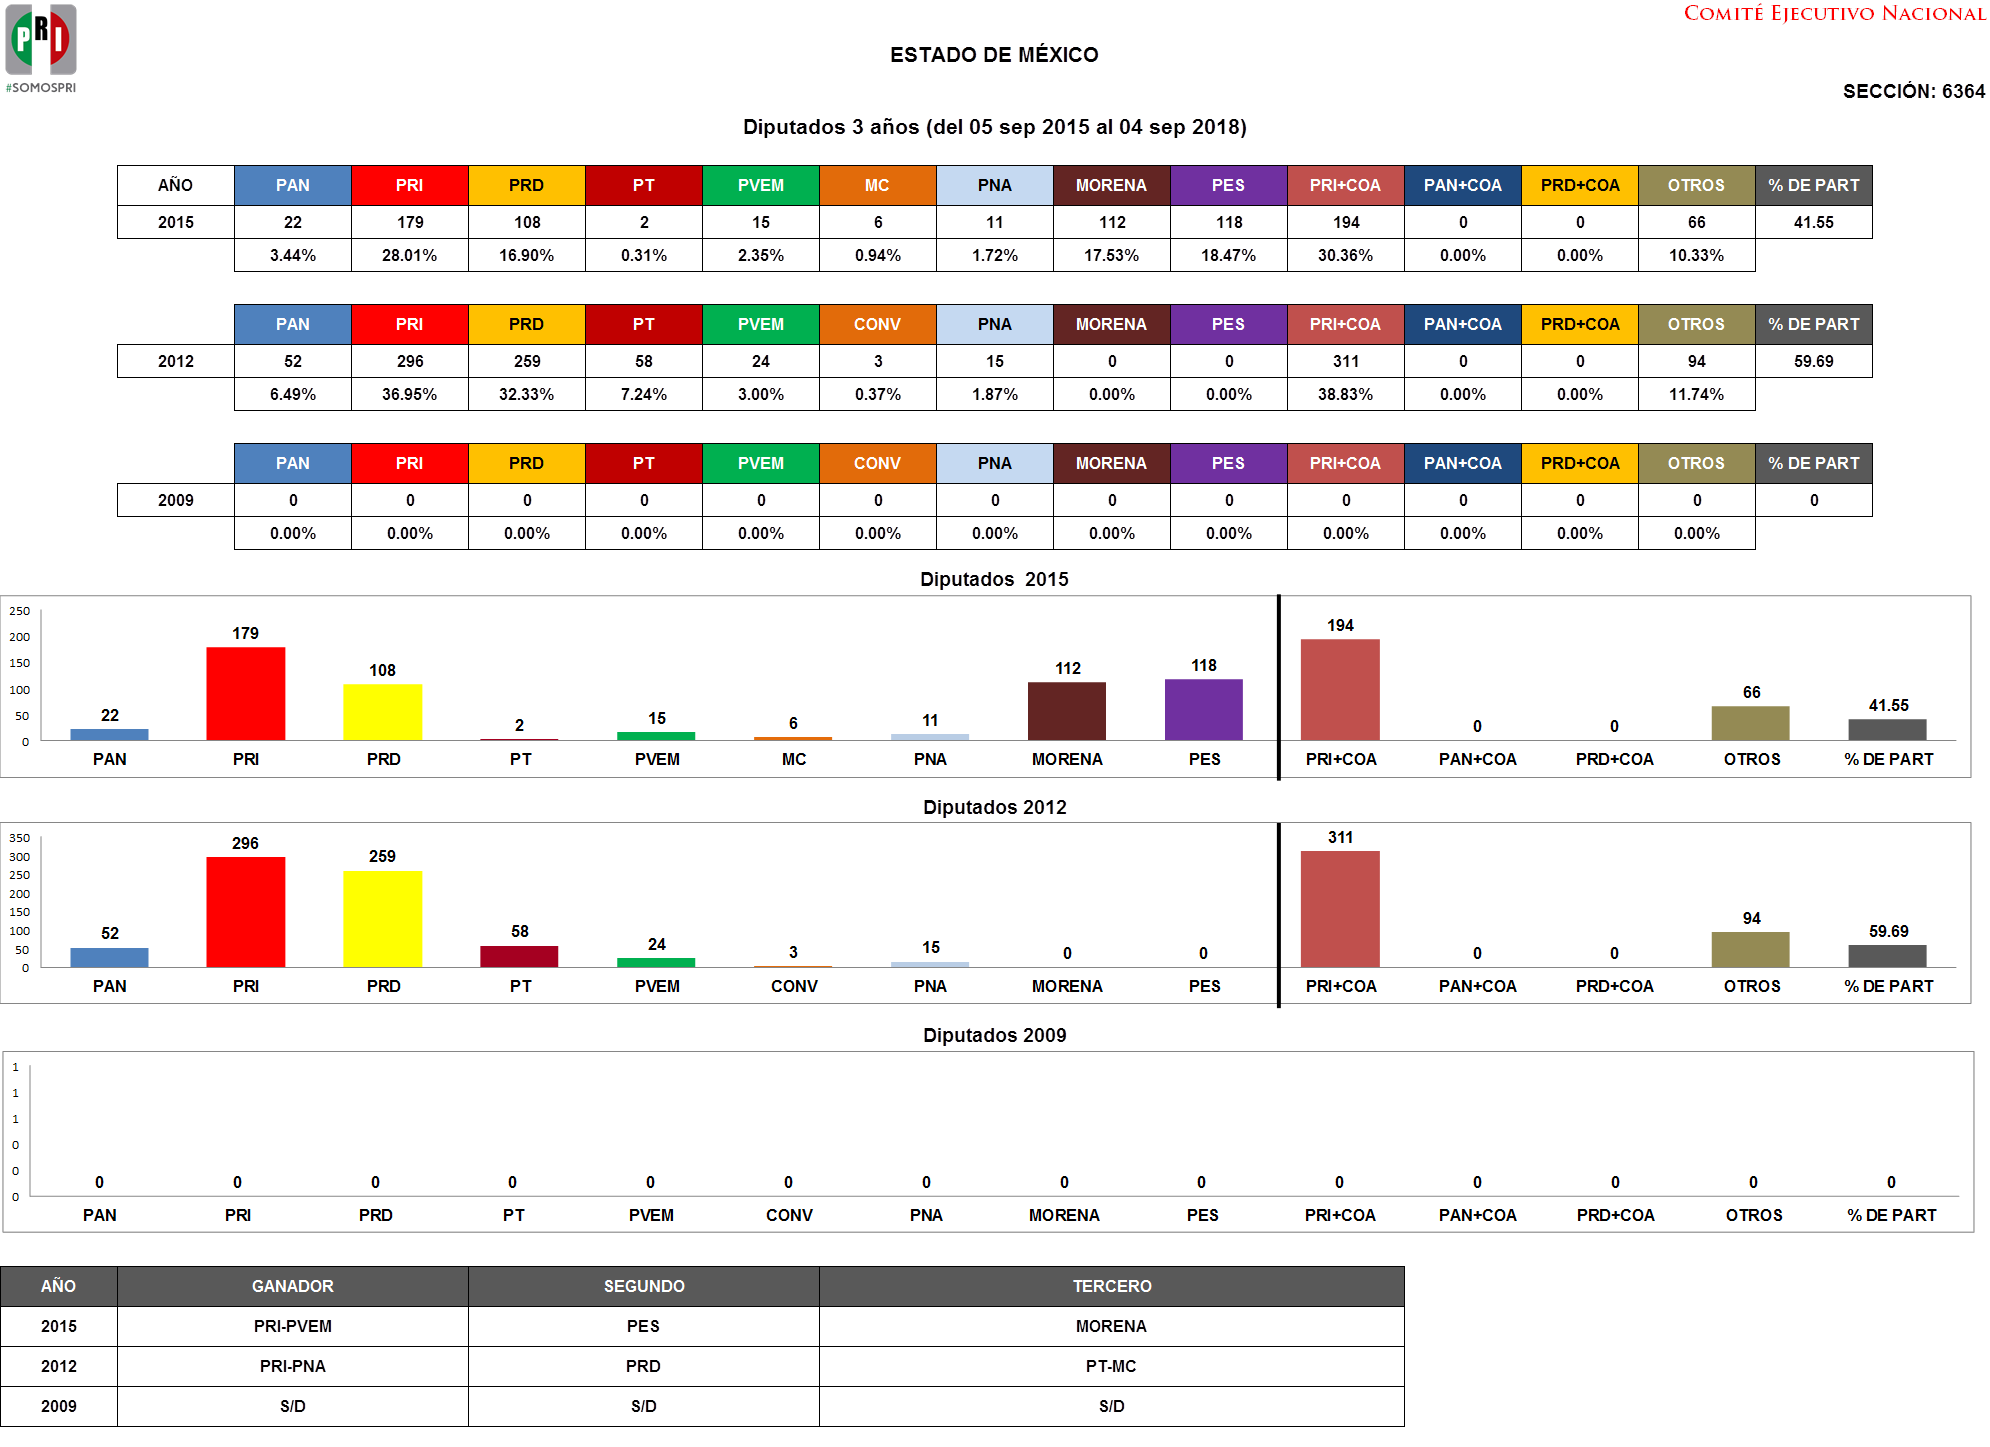 PRI
#SOMOSPRI
COMITÉ EJECUTIVO NACIONAL
ESTADO DE MÉXICO
SECCIÓN: 6364
Diputados 3 años (del 05 sep 2015 al 04 sep 2018)
AÑO PAN PRI PRD PT PVEM MC PNA MORENA PES PRI+COA PAN+COA PRD+COA OTROS % DE PART
2015 22 179 108 2 15 6 11 112 118 194 0 0 66 41.55
3.44% 28.01% 16.90% 0.31% 2.35% 0.94% 1.72% 17.53% 18.47% 30.36% 0.00% 0.00% 10.33%
PAN PRI PRD PT PVEM CONV PNA MORENA PES PRI+COA PAN+COA PRD+COA OTROS % DE PART
2012 52 296 259 58 24 3 15 0 0 311 0 0 94 59.69
6.49% 36.95% 32.33% 7.24% 3.00% 0.37% 1.87% 0.00% 0.00% 38.83% 0.00% 0.00% 11.74%
PAN PRI PRD PT PVEM CONV PNA MORENA PES PRI+COA PAN+COA PRD+COA OTROS % DE PART
2009 0 0 0 0 0 0 0 0 0 0 0 0 0 0
0.00% 0.00% 0.00% 0.00% 0.00% 0.00% 0.00% 0.00% 0.00% 0.00% 0.00% 0.00% 0.00%
Diputados 2015
250
200
150
100
50
0
22 179 108 2 15 6 11 112 118 194 0 0 66 41.55
PAN PRI PRD PT PVEM MC PNA MORENA PES PRI+COA PAN+COA PRD+COA OTROS % DE PART
Diputados 2012
350
300
250
200
150
100
50
0
52 296 259 58 24 3 15 0 0 311 0 0 94 59.69
PAN PRI PRD PT PVEM CONV PNA MORENA PES PRI+COA PAN+COA PRD+COA OTROS % DE PART
Diputados 2009
1
1
1
0
0
0
0 0 0 0 0 0 0 0 0 0 0 0 0 0
PAN PRI PRD PT PVEM CONV PNA MORENA PES PRI+COA PAN+COA PRD+COA OTROS % DE PART
AÑO GANADOR SEGUNDO TERCERO
2015 PRI-PVEM PES MORENA
2012 PRI-PNA PRD PT-MC
2009 S/D S/D S/D